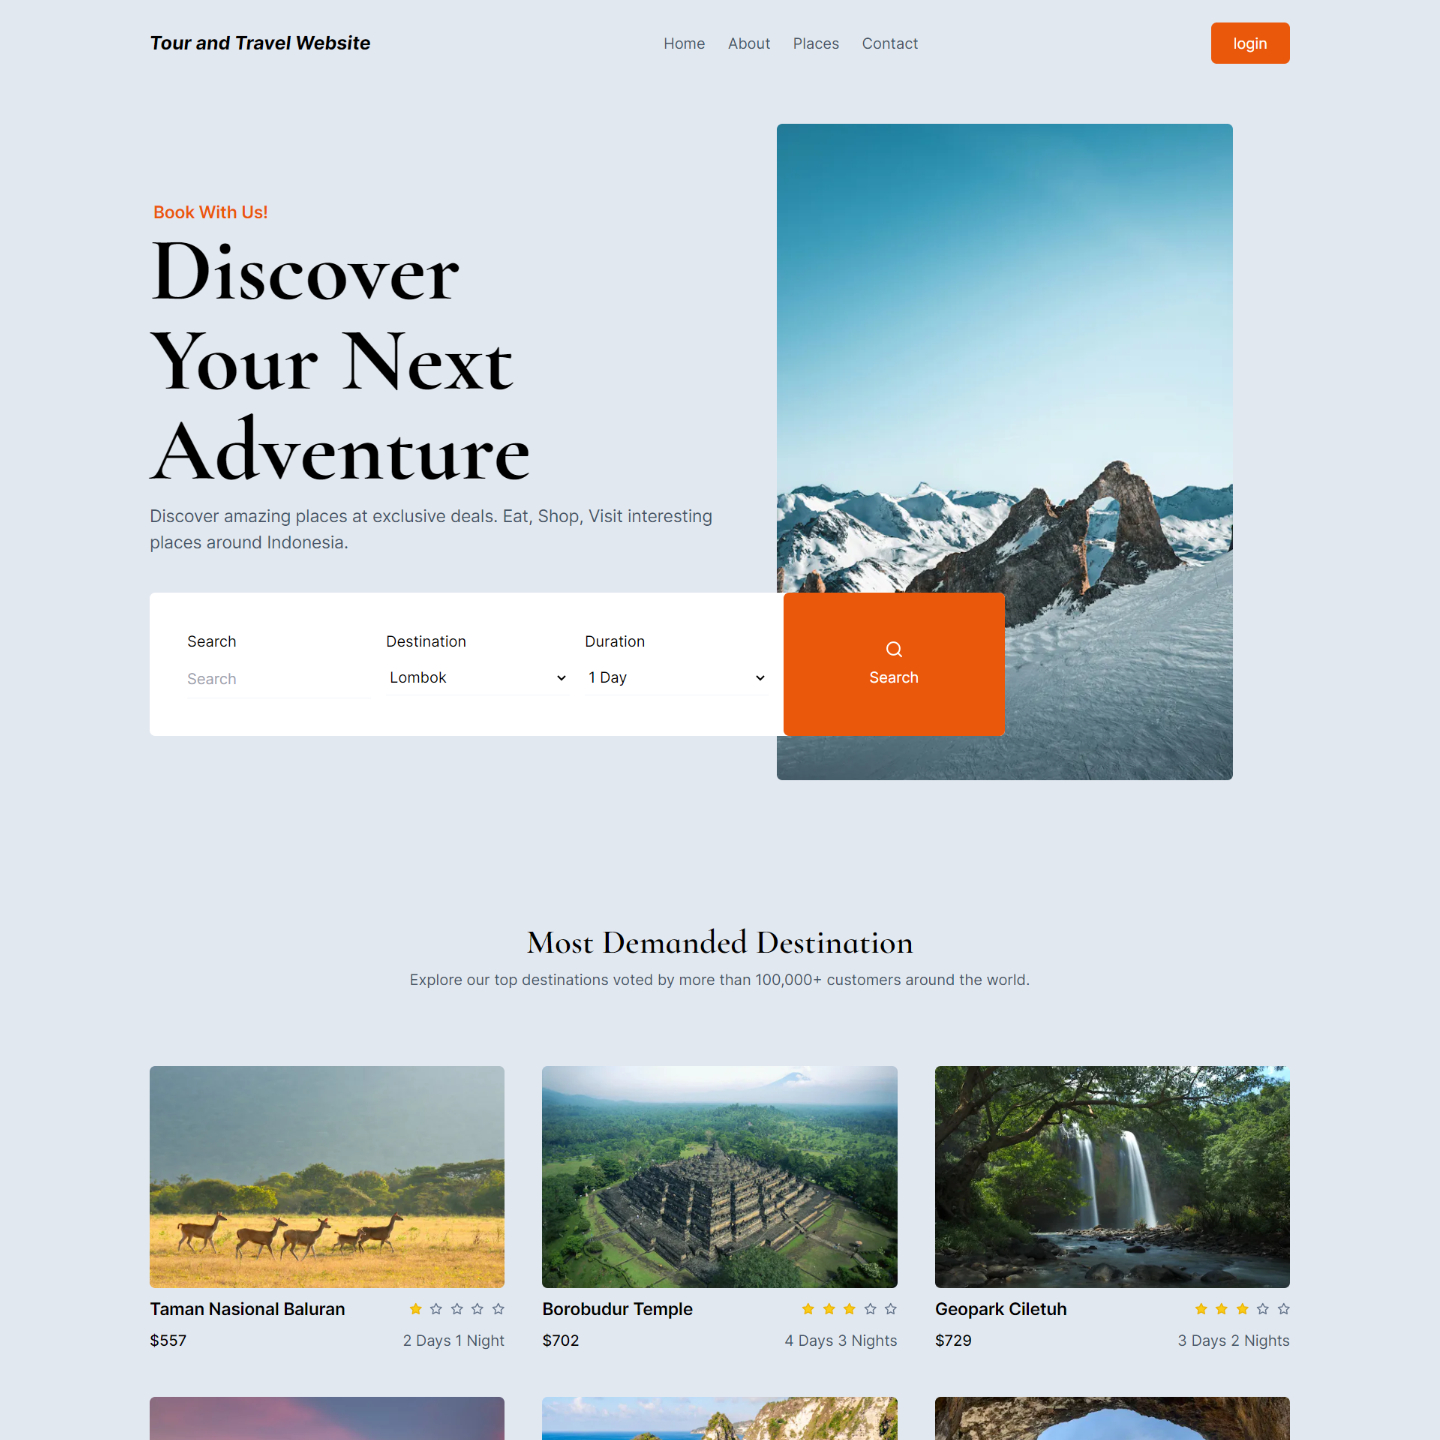 Tour and Travel Website
Home About Places Contact
login
Book With Us!
Discover
Your Next
Adventure
Discover amazing places at exclusive deals. Eat, Shop, Visit interesting
places around Indonesia.
Search Destination Duration
Search Lombok 1 Day
Search
Most Demanded Destination
Explore our top destinations voted by more than 100,000+ customers around the world.
Taman Nasional Baluran
$557 2 Days 1 Night
Borobudur Temple
$702 4 Days 3 Nights
Geopark Ciletuh
$729 3 Days 2 Nights